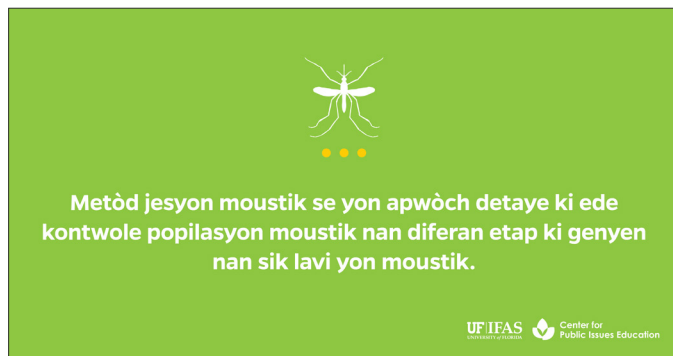 Metòd jesyon moustik se yon apwòch detaye ki ede
kontwole popilasyon moustik nan diferan etap ki genyen
nan sik lavi yon moustik.
UF|IFAS
UNIVERSITY of FLORIDA
Center for
Public Issues Education